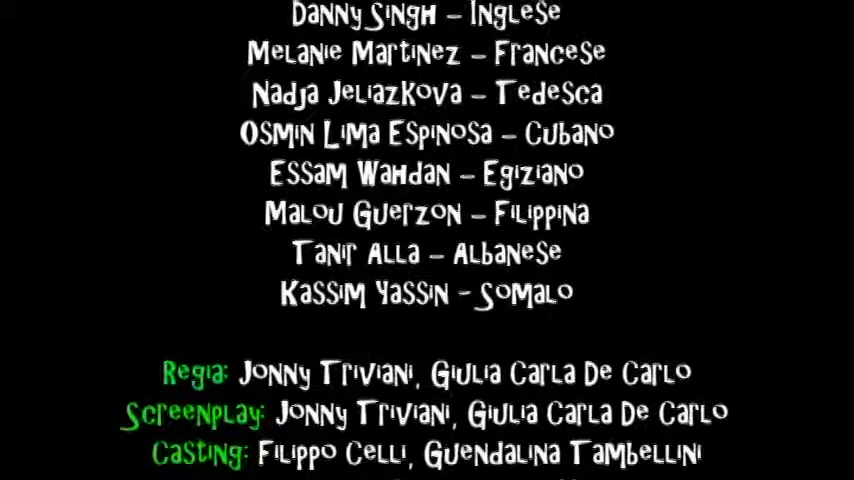 Danny Singh – Inglese
Melanie Martinez – Francese
Nadja Jeliazkova – Tedesca
Osmin Lima Espinosa – Cubano
Essam Wahdan – Egiziano
Malou Guerzon – Filippina
Tanir Alla – Albanese
Kassim Yassin - Somalo
Regia: Jonny Triviani, Giulia Carla De Carlo
Screenplay: Jonny Triviani, Giulia Carla De Carlo
Casting: Filippo Celli, Guendalina Tambellini